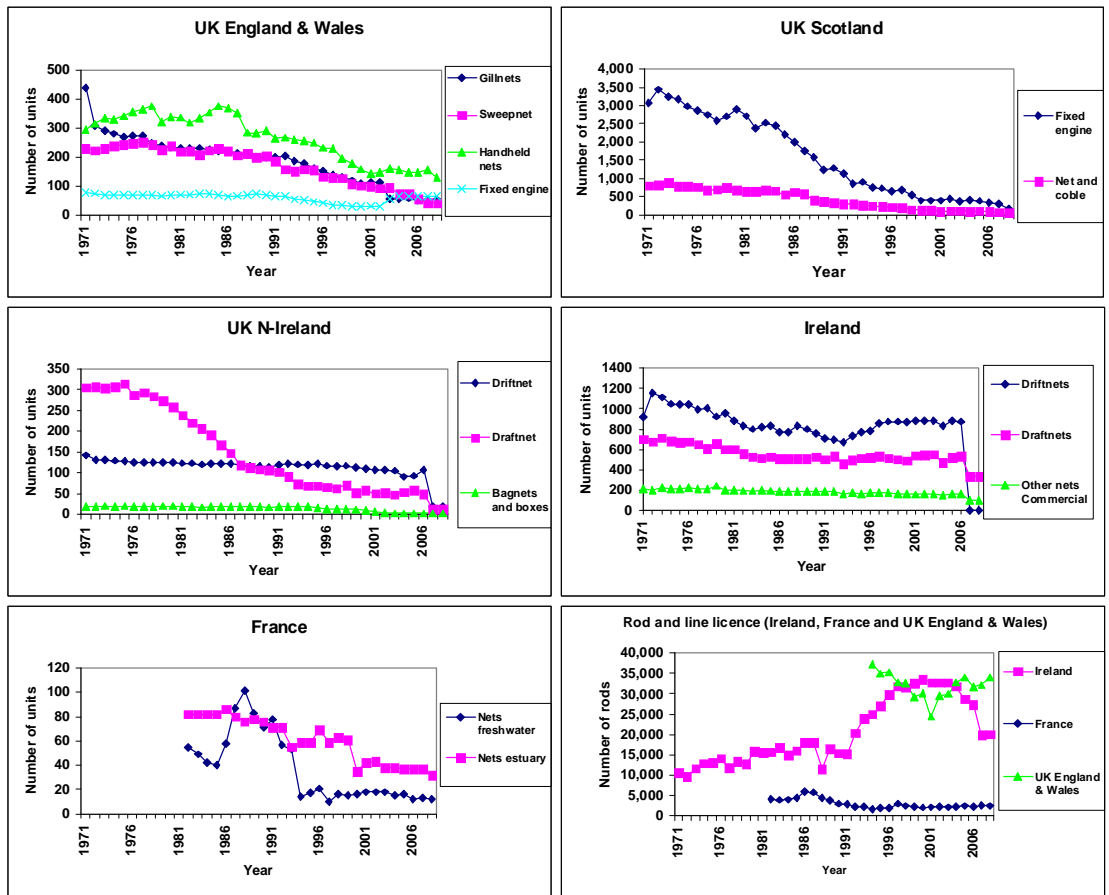 UK England & Wales
Number of units
500
400
300
200
100
0
1971
1976
1981
1986
1991
1996
2001
2006
Year
Gillnets
Sweepnet
Handheld
nets
Fixed engine
UK Scotland
Number of units
4,000
3,500
3,000
2,500
2,000
1,500
1,000
500
0
1971
1976
1981
1986
1991
1996
2001
2006
Year
Fixed
engine
Net and
coble
UK N-Ireland
Number of units
350
300
250
200
150
100
50
0
1971
1976
1981
1986
1991
1996
2001
2006
Year
Driftnet
Draftnet
Bagnets
and boxes
Ireland
Number of units
1400
1200
1000
800
600
400
200
0
1971
1976
1981
1986
1991
1996
2001
2006
Year
Driftnets
Draftnets
Other nets
Commercial
France
Number of units
120
100
80
60
40
20
0
1971
1976
1981
1986
1991
1996
2001
2006
Year
Nets
freshwater
Nets estuary
Rod and line licence (Ireland, France and UK England & Wales)
Number of rods
40,000
35,000
30,000
25,000
20,000
15,000
10,000
5,000
0
1971
1976
1981
1986
1991
1996
2001
2006
Year
Ireland
France
UK England
& Wales